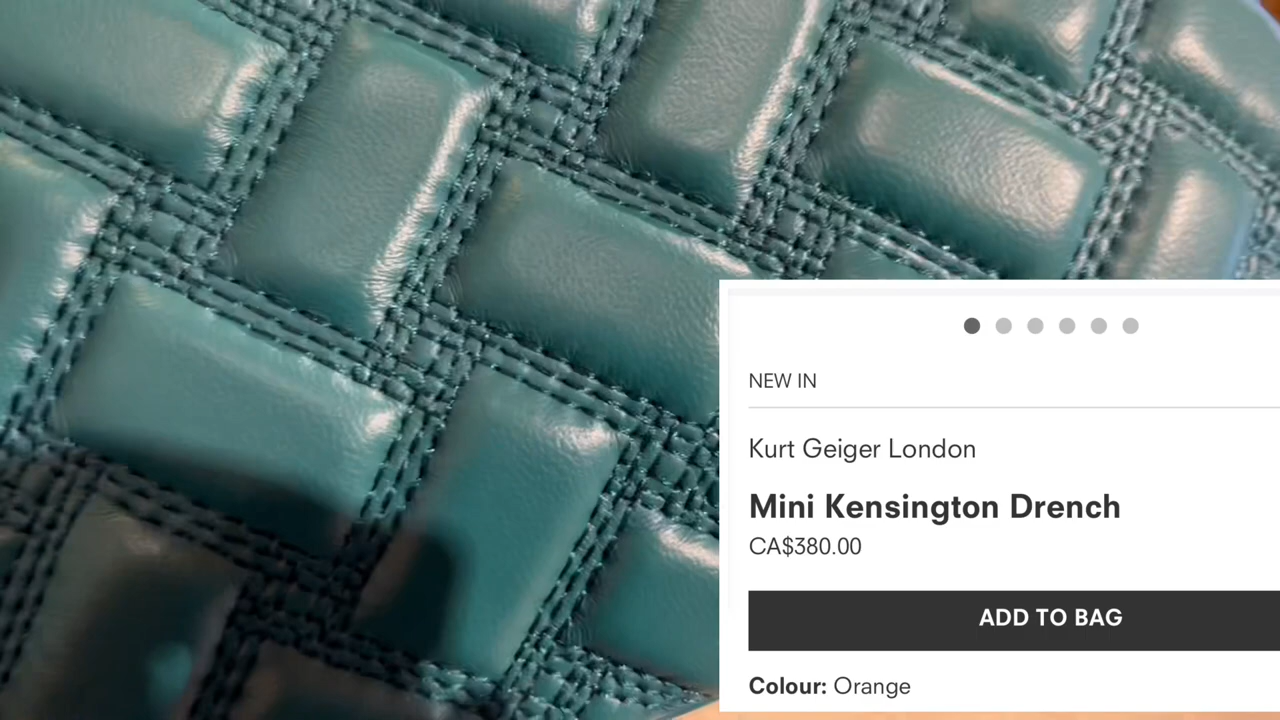 NEW IN
Kurt Geiger London
Mini Kensington Drench
CA$380.00
ADD TO BAG
Colour: Orange